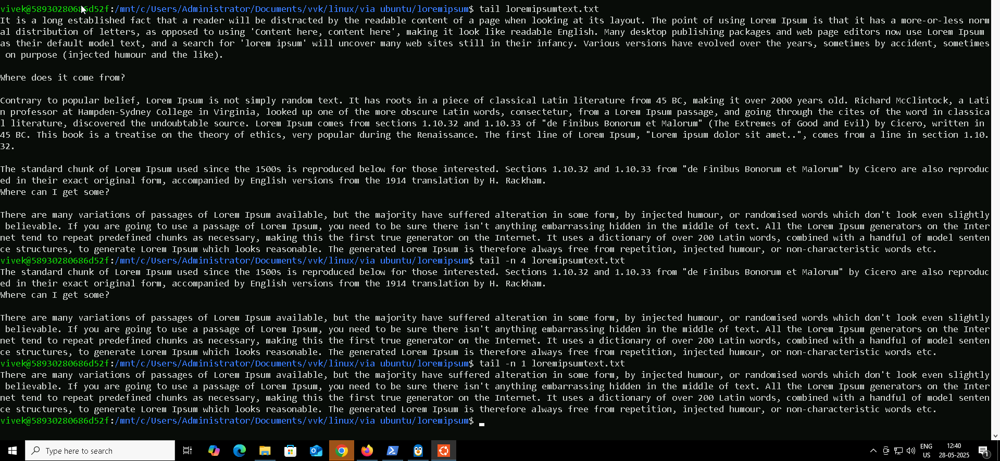 vivek@58930280686d52f:/mnt/c/Users/Administrator/Documents/vvk/linux/via ubuntu/loremipsum$ tail loremipsumtext.txt
It is a long established fact that a reader will be distracted by the readable content of a page when looking at its layout. The point of using Lorem Ipsum is that it has a more-or-less norm
al distribution of letters, as opposed to using 'Content here, content here', making it look like readable English. Many desktop publishing packages and web page editors now use Lorem Ipsum
as their default model text, and a search for 'lorem ipsum' will uncover many web sites still in their infancy. Various versions have evolved over the years, sometimes by accident, sometimes
 on purpose (injected humour and the like).

Where does it come from?

Contrary to popular belief, Lorem Ipsum is not simply random text. It has roots in a piece of classical Latin literature from 45 BC, making it over 2000 years old. Richard McClintock, a Lati
n professor at Hampden-Sydney College in Virginia, looked up one of the more obscure Latin words, consectetur, from a Lorem Ipsum passage, and going through the cites of the word in classica
l literature, discovered the undoubtable source. Lorem Ipsum comes from sections 1.10.32 and 1.10.33 of "de Finibus Bonorum et Malorum" (The Extremes of Good and Evil) by Cicero, written in
45 BC. This book is a treatise on the theory of ethics, very popular during the Renaissance. The first line of Lorem Ipsum, "Lorem ipsum dolor sit amet..", comes from a line in section 1.10.
32.

The standard chunk of Lorem Ipsum used since the 1500s is reproduced below for those interested. Sections 1.10.32 and 1.10.33 from "de Finibus Bonorum et Malorum" by Cicero are also reproduc
ed in their exact original form, accompanied by English versions from the 1914 translation by H. Rackham.
Where can I get some?

There are many variations of passages of Lorem Ipsum available, but the majority have suffered alteration in some form, by injected humour, or randomised words which don't look even slightly
 believable. If you are going to use a passage of Lorem Ipsum, you need to be sure there isn't anything embarrassing hidden in the middle of text. All the Lorem Ipsum generators on the Inter
net tend to repeat predefined chunks as necessary, making this the first true generator on the Internet. It uses a dictionary of over 200 Latin words, combined with a handful of model senten
ce structures, to generate Lorem Ipsum which looks reasonable. The generated Lorem Ipsum is therefore always free from repetition, injected humour, or non-characteristic words etc.
vivek@58930280686d52f:/mnt/c/Users/Administrator/Documents/vvk/linux/via ubuntu/loremipsum$ tail -n 4 loremipsumtext.txt
The standard chunk of Lorem Ipsum used since the 1500s is reproduced below for those interested. Sections 1.10.32 and 1.10.33 from "de Finibus Bonorum et Malorum" by Cicero are also reproduc
ed in their exact original form, accompanied by English versions from the 1914 translation by H. Rackham.
Where can I get some?

There are many variations of passages of Lorem Ipsum available, but the majority have suffered alteration in some form, by injected humour, or randomised words which don't look even slightly
 believable. If you are going to use a passage of Lorem Ipsum, you need to be sure there isn't anything embarrassing hidden in the middle of text. All the Lorem Ipsum generators on the Inter
net tend to repeat predefined chunks as necessary, making this the first true generator on the Internet. It uses a dictionary of over 200 Latin words, combined with a handful of model senten
ce structures, to generate Lorem Ipsum which looks reasonable. The generated Lorem Ipsum is therefore always free from repetition, injected humour, or non-characteristic words etc.
vivek@58930280686d52f:/mnt/c/Users/Administrator/Documents/vvk/linux/via ubuntu/loremipsum$ tail -n 1 loremipsumtext.txt
There are many variations of passages of Lorem Ipsum available, but the majority have suffered alteration in some form, by injected humour, or randomised words which don't look even slightly
 believable. If you are going to use a passage of Lorem Ipsum, you need to be sure there isn't anything embarrassing hidden in the middle of text. All the Lorem Ipsum generators on the Inter
net tend to repeat predefined chunks as necessary, making this the first true generator on the Internet. It uses a dictionary of over 200 Latin words, combined with a handful of model senten
ce structures, to generate Lorem Ipsum which looks reasonable. The generated Lorem Ipsum is therefore always free from repetition, injected humour, or non-characteristic words etc.
vivek@58930280686d52f:/mnt/c/Users/Administrator/Documents/vvk/linux/via ubuntu/loremipsum$
Type here to search
ENG
US
12:40
28-05-2025
1